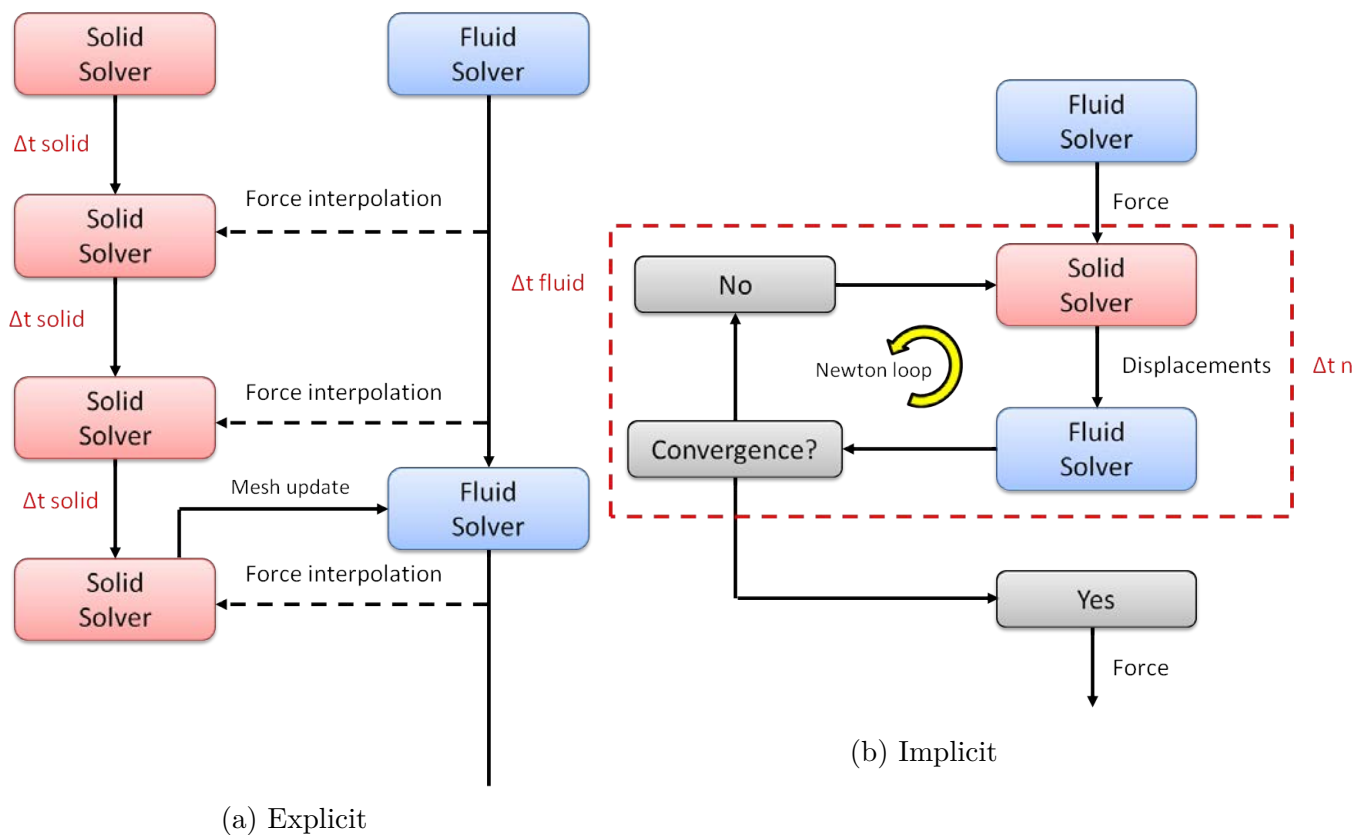 Solid
Solver
Fluid
Solver
Δt solid
Force interpolation
Solid
Solver
Δt fluid
Δt solid
Force interpolation
Solid
Solver
Δt solid
Mesh update
Fluid
Solver
Force interpolation
Solid
Solver
(a) Explicit
Fluid
Solver
Force
No
Solid
Solver
Newton loop
Displacements
Δt n
Convergence?
Fluid
Solver
Yes
Force
(b) Implicit